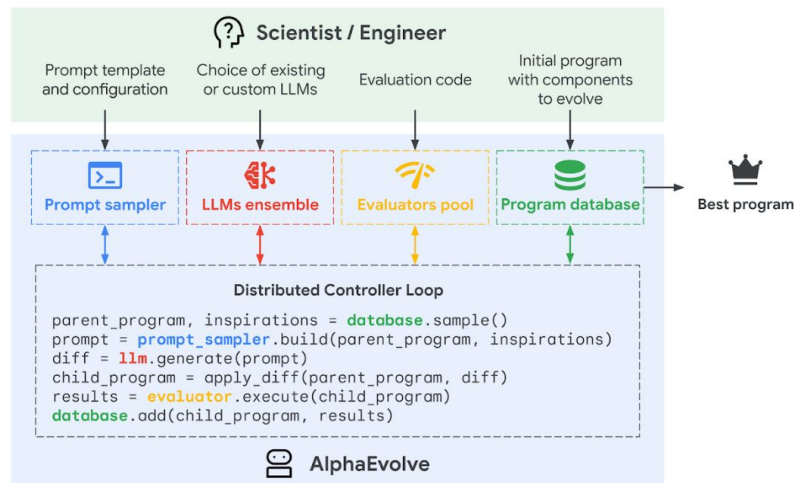 Scientist / Engineer
Prompt template
and configuration
Choice of existing
or custom LLMs
Evaluation code
Initial program
with components
to evolve
Prompt sampler
LLMs ensemble
Evaluators pool
Program database
Best program
Distributed Controller Loop
parent_program, inspirations = database.sample()
prompt = prompt_sampler.build(parent_program, inspirations)
diff = llm.generate(prompt)
child_program = apply_diff(parent_program, diff)
results = evaluator.execute(child_program)
database.add(child_program, results)
AlphaEvolve